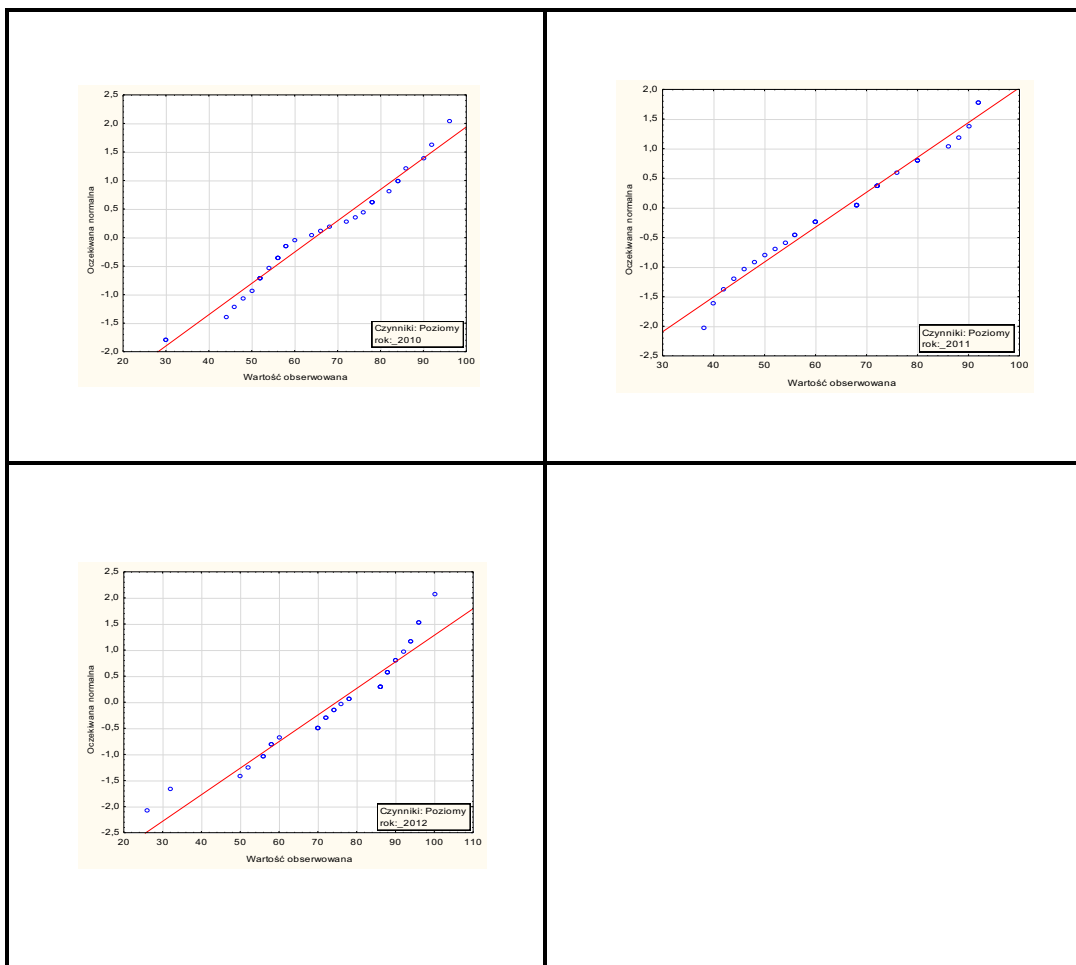 2,5
2,0
1,5
1,0
0,5
0,0
-0,5
-1,0
-1,5
-2,0
Oczekiwana normalna
20 30 40 50 60 70 80 90 100
Wartość obserwowana
Czynniki: Poziomy
rok:_2010
2,0
1,5
1,0
0,5
0,0
-0,5
-1,0
-1,5
-2,0
-2,5
Oczekiwana normalna
30 40 50 60 70 80 90 100
Wartość obserwowana
Czynniki: Poziomy
rok:_2011
2,5
2,0
1,5
1,0
0,5
0,0
-0,5
-1,0
-1,5
-2,0
-2,5
Oczekiwana normalna
20 30 40 50 60 70 80 90 100 110
Wartość obserwowana
Czynniki: Poziomy
rok:_2012